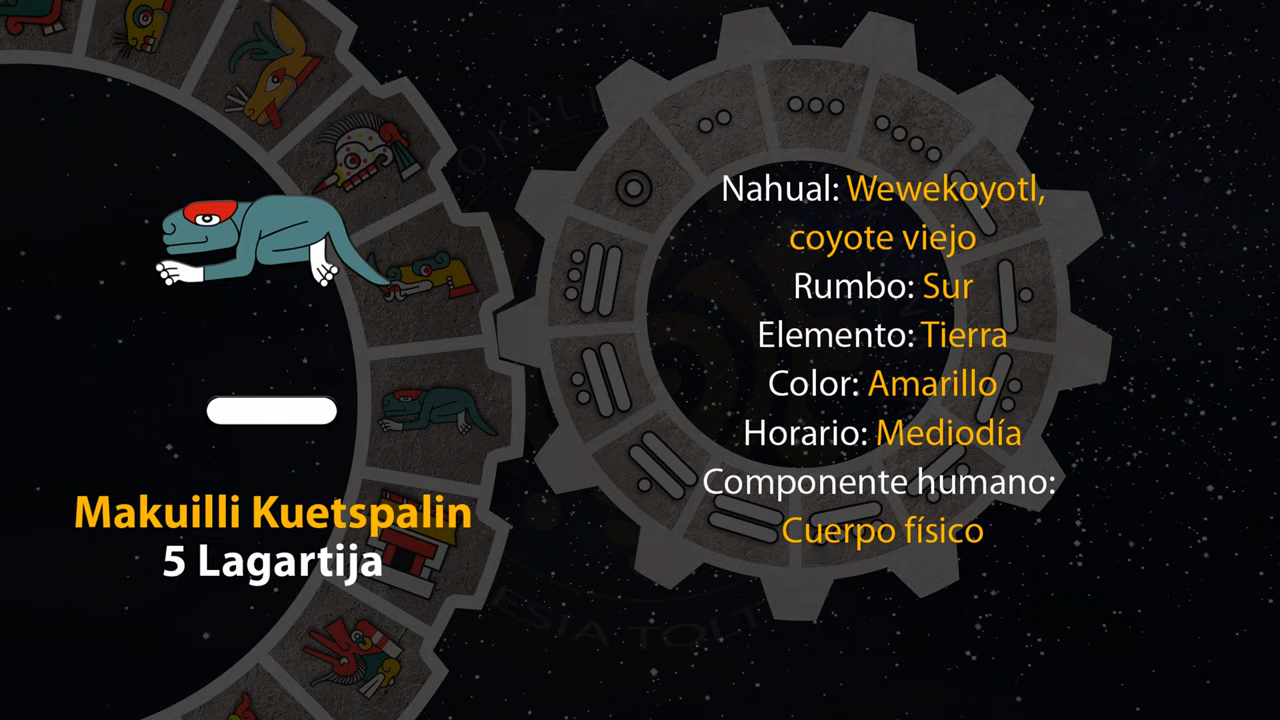 Makuilli Kuetspalin
5 Lagartija
Nahual: Wewekoyotl,
coyote viejo
Rumbo: Sur
Elemento: Tierra
Color: Amarillo
Horario: Mediodía
Componente humano:
Cuerpo físico